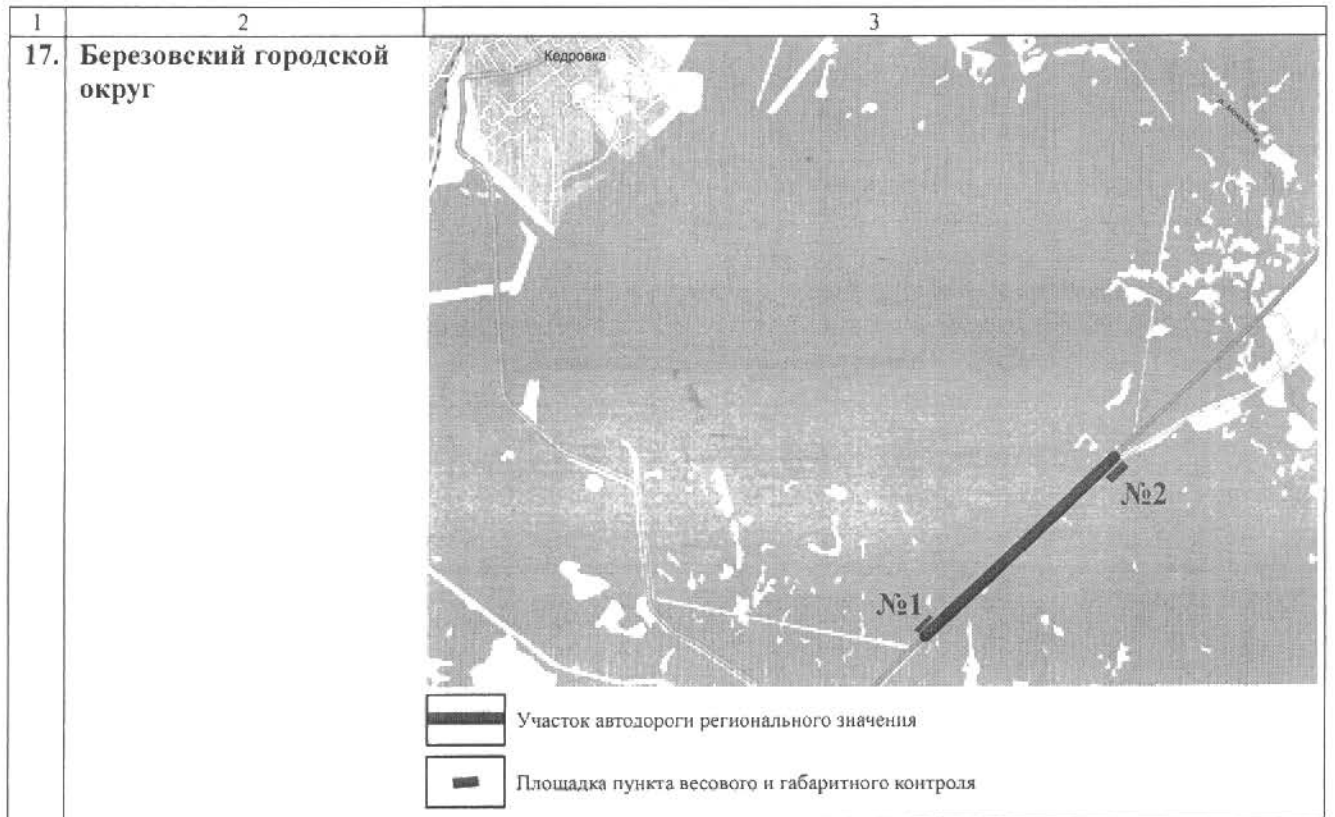 1 2 3
17. Березовский городской
округ
Кедровка
№2
№1
Участок автодороги регионального значения
Площадка пункта весового и габаритного контроля